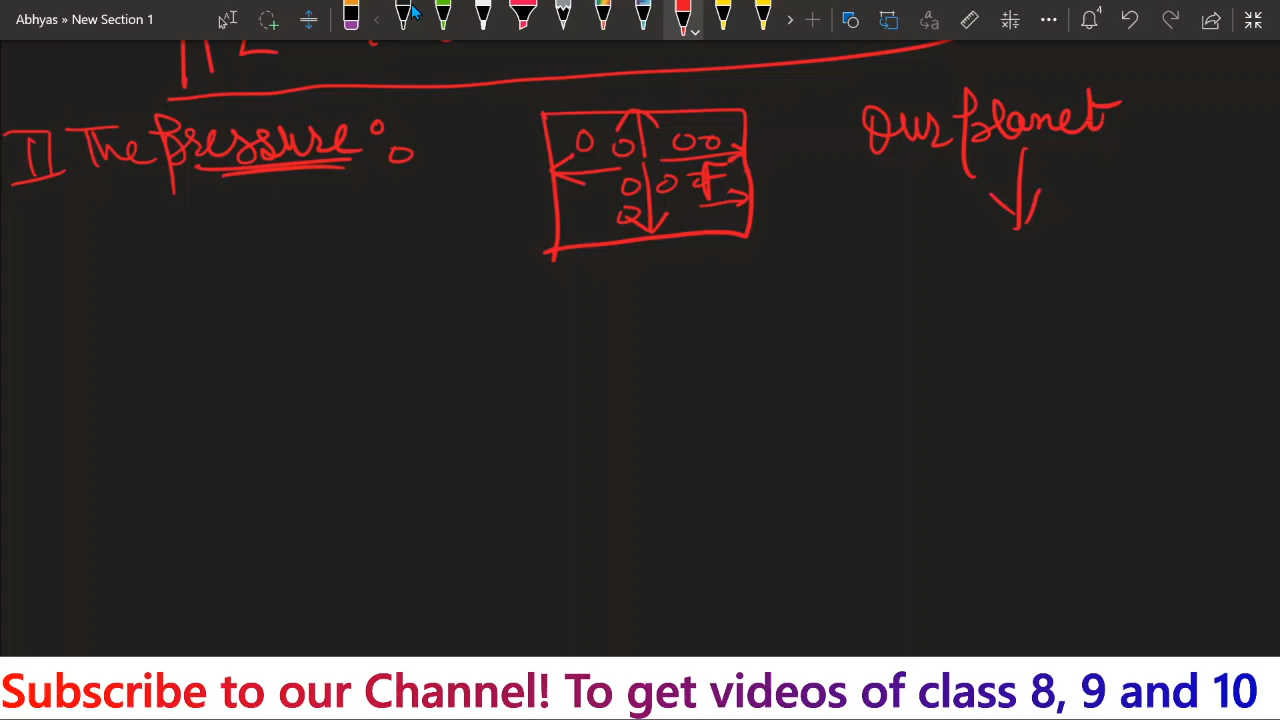 Abhyas » New Section 1
II The pressure :
F
Our planet
Subscribe to our Channel! To get videos of class 8, 9 and 10